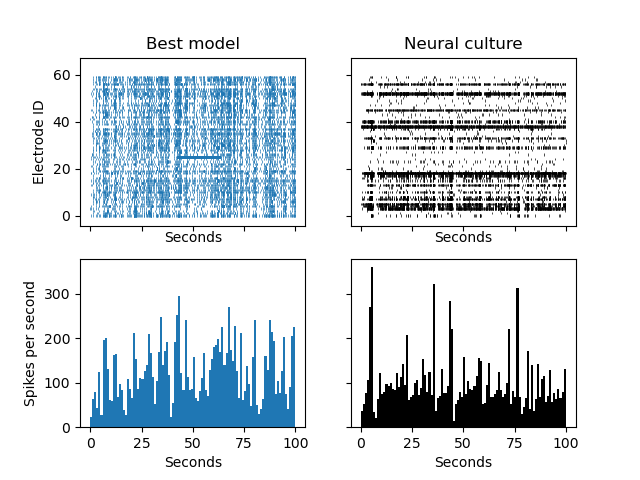 Best model
Neural culture
Electrode ID
60
40
20
0
Seconds
Seconds
Spikes per second
300
200
100
0
0 25 50 75 100
0 25 50 75 100
Seconds
Seconds